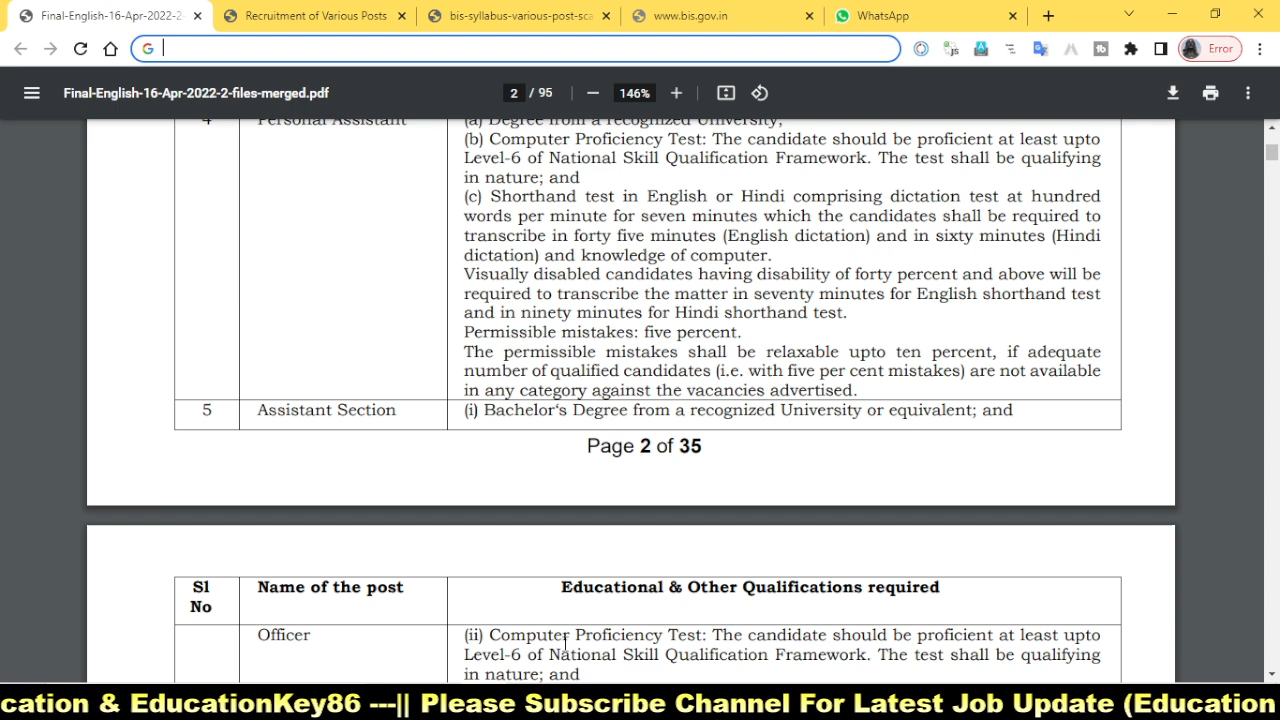 Final-English-16-Apr-2022-2-
Recruitment of Various Posts
bis-syllabus-various-post-sca
www.bis.gov.in
WhatsApp
Error
Final-English-16-Apr-2022-2-files-merged.pdf
2 / 95
146%
4 Personal Assistant (a) Degree from a recognized University;
(b) Computer Proficiency Test: The candidate should be proficient at least upto
Level-6 of National Skill Qualification Framework. The test shall be qualifying
in nature; and
(c) Shorthand test in English or Hindi comprising dictation test at hundred
words per minute for seven minutes which the candidates shall be required to
transcribe in forty five minutes (English dictation) and in sixty minutes (Hindi
dictation) and knowledge of computer.
Visually disabled candidates having disability of forty percent and above will be
required to transcribe the matter in seventy minutes for English shorthand test
and in ninety minutes for Hindi shorthand test.
Permissible mistakes: five percent.
The permissible mistakes shall be relaxable upto ten percent, if adequate
number of qualified candidates (i.e. with five per cent mistakes) are not available
in any category against the vacancies advertised.
5 Assistant Section (i) Bachelor's Degree from a recognized University or equivalent; and
Page 2 of 35
Sl
No
Name of the post
Educational & Other Qualifications required
Officer (ii) Computer Proficiency Test: The candidate should be proficient at least upto
Level-6 of National Skill Qualification Framework. The test shall be qualifying
in nature; and
cation & EducationKey86 ---|| Please Subscribe Channel For Latest Job Update (Education